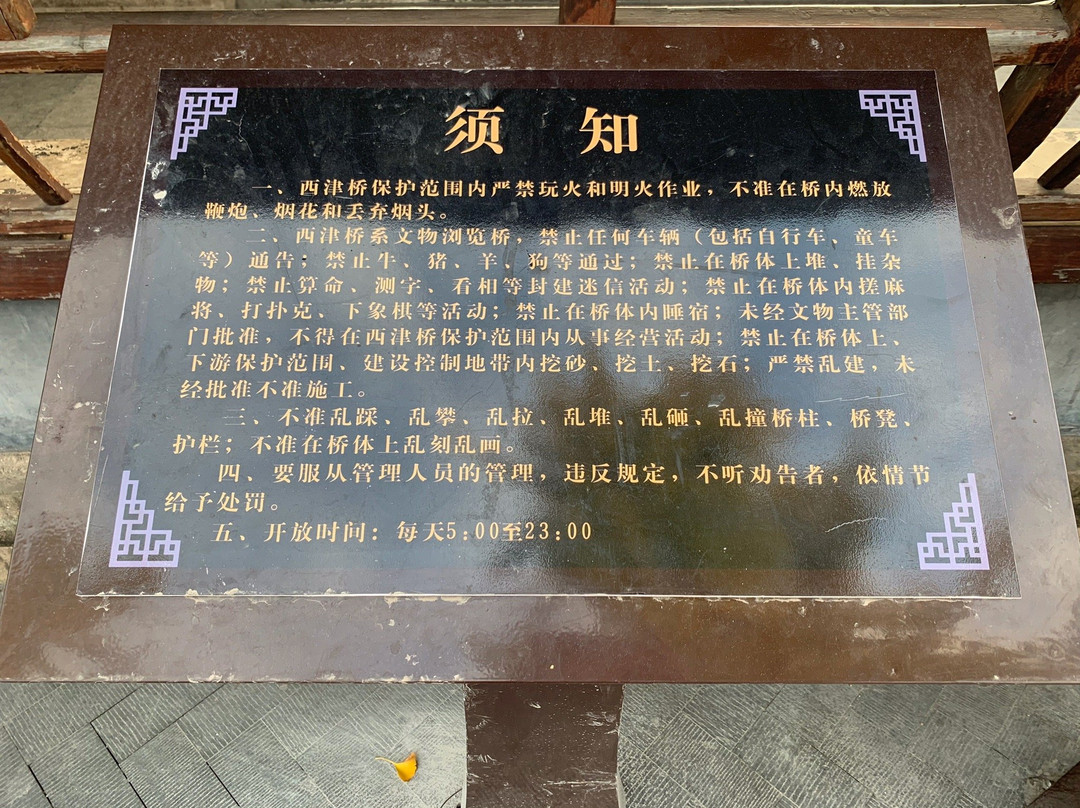 须 知
一、西津桥保护范围内严禁玩火和明火作业，不准在桥内燃放
鞭炮、烟花和丢弃烟头。
二、西津桥系文物浏览桥，禁止任何车辆（包括自行车、童车
等）通告；禁止牛、猪、羊、狗等通过；禁止在桥体上堆、挂杂
物；禁止算命、测字、看相等封建迷信活动；禁止在桥体内搓麻
将、打扑克、下象棋等活动；禁止在桥体内睡宿；未经文物主管部
门批准，不得在西津桥保护范围内从事经营活动；禁止在桥体上、
下游保护范围、建设控制地带内挖砂、挖土、挖石；严禁乱建，未
经批准不准施工。
三、不准乱踩、乱攀、乱拉、乱堆、乱砸、乱撞桥柱、桥凳、
护栏；不准在桥体上乱刻乱画。
四、要服从管理人员的管理，违反规定，不听劝告者，依情节
给予处罚。
五、开放时间：每天5:00至23:00